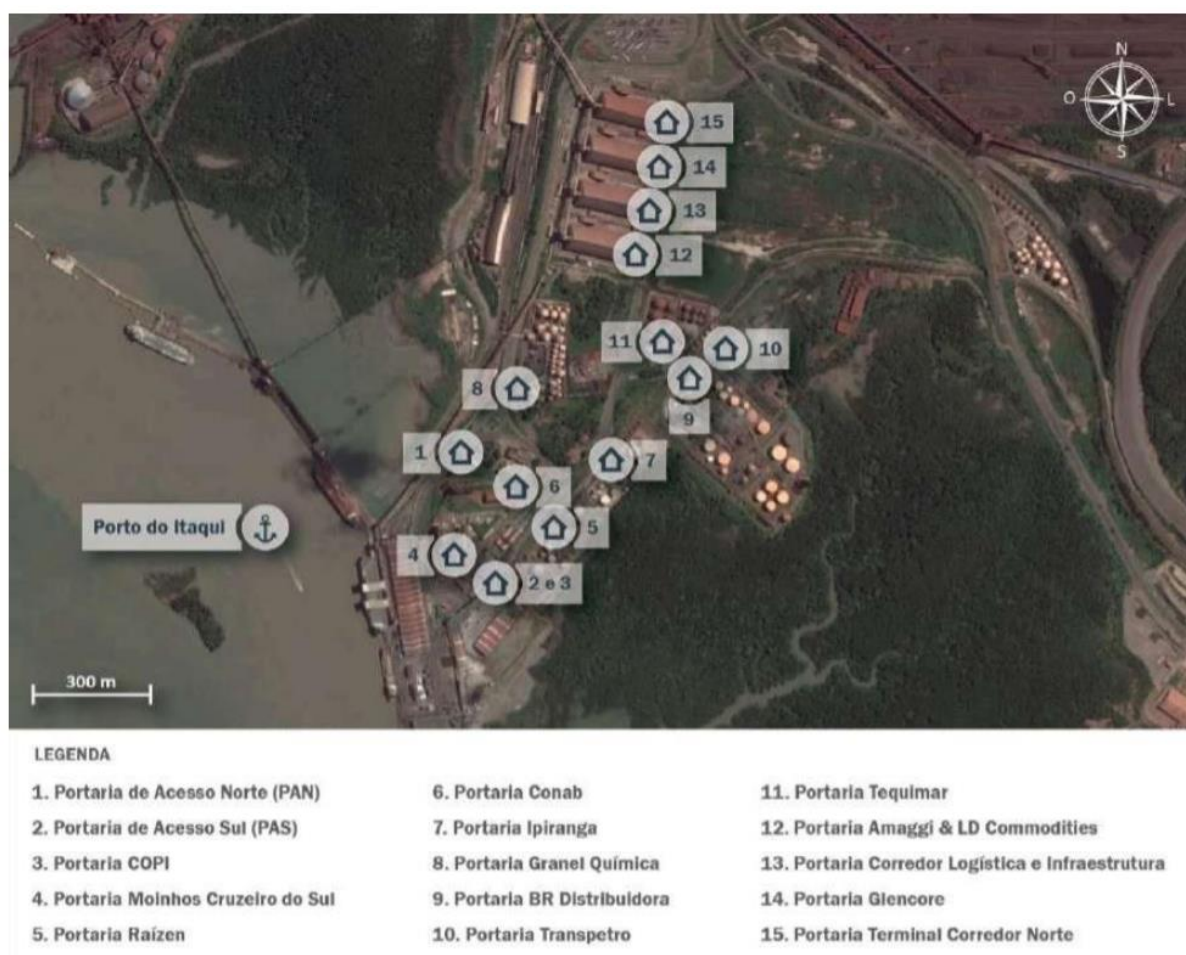 N
O
L
S
15
14
13
12
11
10
8
9
1
7
6
Porto do Itaqui
5
4
2 e 3
300 m
LEGENDA
1. Portaria de Acesso Norte (PAN)
2. Portaria de Acesso Sul (PAS)
3. Portaria COPI
4. Portaria Moinhos Cruzeiro do Sul
5. Portaria Raízen
6. Portaria Conab
7. Portaria Ipiranga
8. Portaria Granel Química
9. Portaria BR Distribuidora
10. Portaria Transpetro
11. Portaria Tequimar
12. Portaria Amaggi & LD Commodities
13. Portaria Corredor Logística e Infraestrutura
14. Portaria Glencore
15. Portaria Terminal Corredor Norte